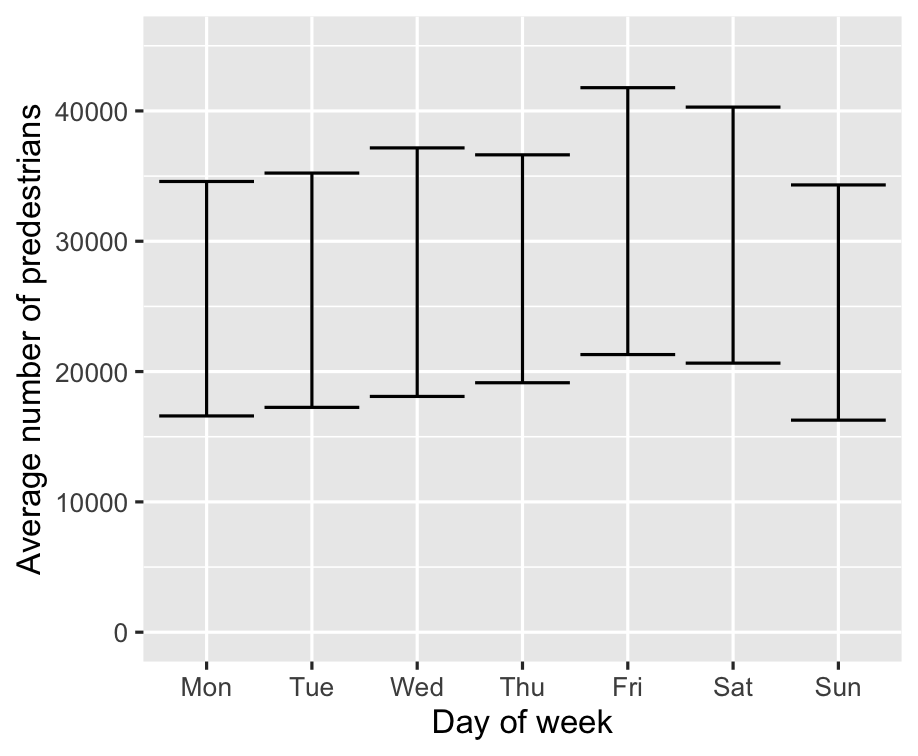 Average number of predestrians
40000
30000
20000
10000
0
Mon Tue Wed Thu Fri Sat Sun
Day of week